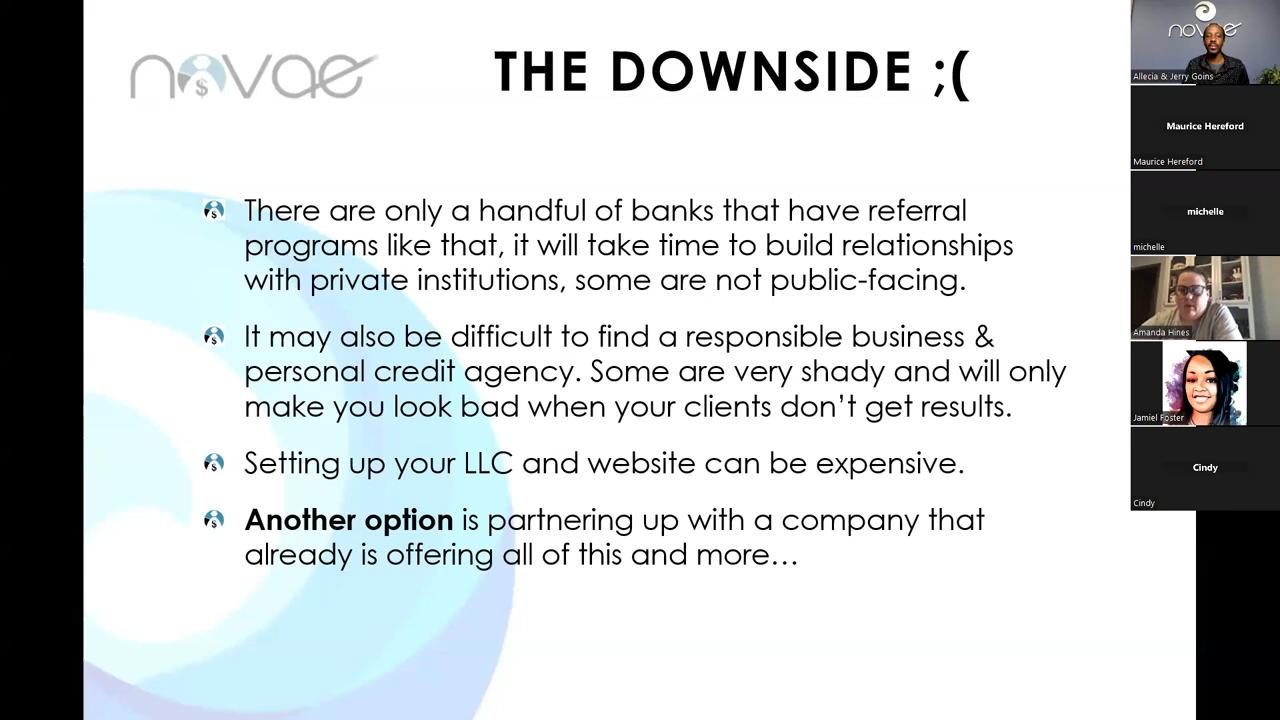 novae
THE DOWNSIDE ;(
There are only a handful of banks that have referral
programs like that, it will take time to build relationships
with private institutions, some are not public-facing.
It may also be difficult to find a responsible business &
personal credit agency. Some are very shady and will only
make you look bad when your clients don’t get results.
Setting up your LLC and website can be expensive.
Another option is partnering up with a company that
already is offering all of this and more…
novae
Allecia & Jerry Goins
Maurice Hereford
Maurice Hereford
michelle
michelle
Amanda Hines
Jamiel Foster
Cindy
Cindy